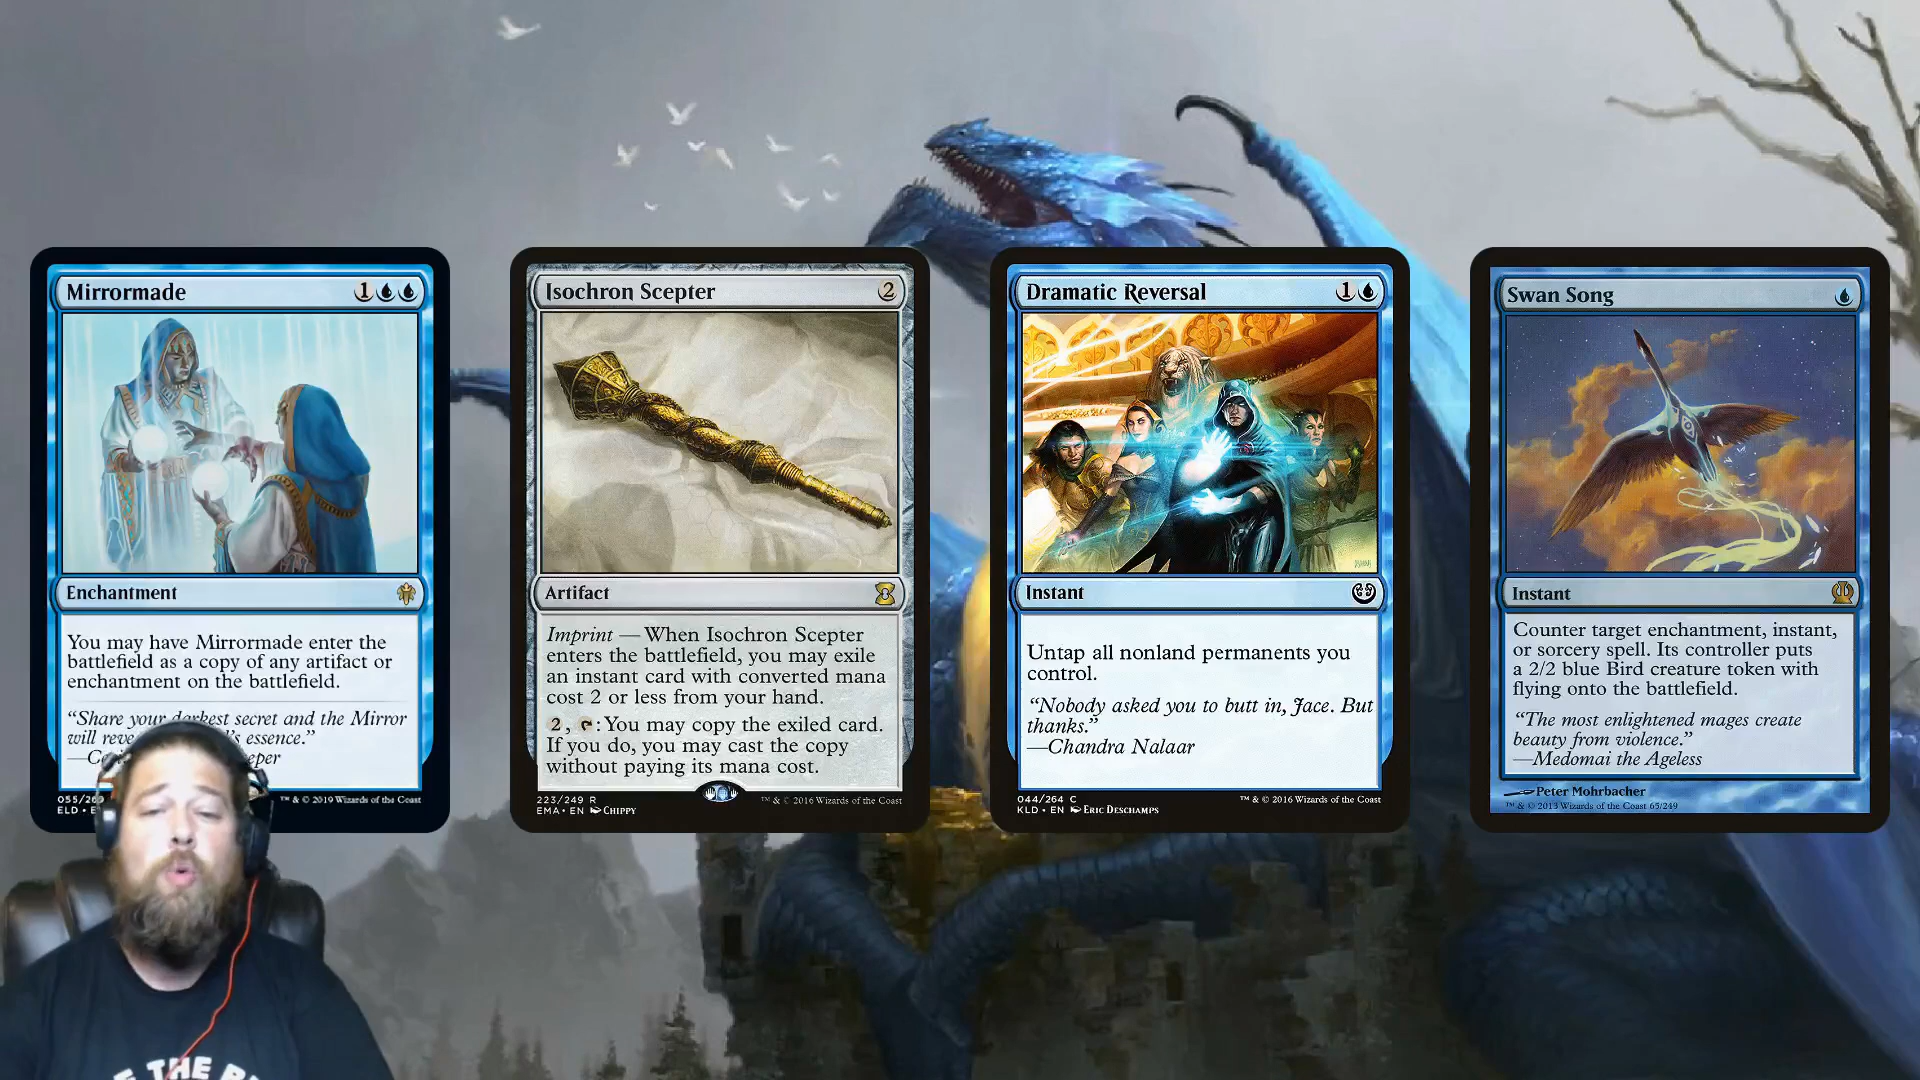 Mirrormade 1
Enchantment
You may have Mirrormade enter the
battlefield as a copy of any artifact or
enchantment on the battlefield.
"Share your darkest secret and the Mirror
will essence."
TM & © 2019 Wizards of the Coast
ELD
Isochron Scepter 2
Artifact
Imprint — When Isochron Scepter
enters the battlefield, you may exile
an instant card with converted mana
cost 2 or less from your hand.
2, : You may copy the exiled card.
If you do, you may cast the copy
without paying its mana cost.
223/249 R
EMA • EN CHIPPY
TM & © 2016 Wizards of the Coast
Dramatic Reversal 1
Instant
Untap all nonland permanents you
control.
"Nobody asked you to butt in, Jace. But
thanks."
—Chandra Nalaar
044/264 C
KLD • EN ERIC DESCHAMPS
TM & © 2016 Wizards of the Coast
Swan Song
Instant
Counter target enchantment, instant,
or sorcery spell. Its controller puts
a 2/2 blue Bird creature token with
flying onto the battlefield.
"The most enlightened mages create
beauty from violence."
—Medomai the Ageless
Peter Mohrbacher
TM & © 2013 Wizards of the Coast 65/249
THE